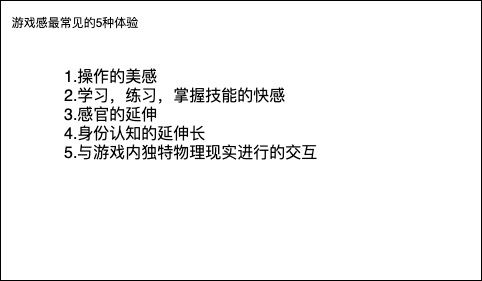 游戏感最常见的5种体验
1.操作的美感
2.学习，练习，掌握技能的快感
3.感官的延伸
4.身份认知的延伸长
5.与游戏内独特物理现实进行的交互